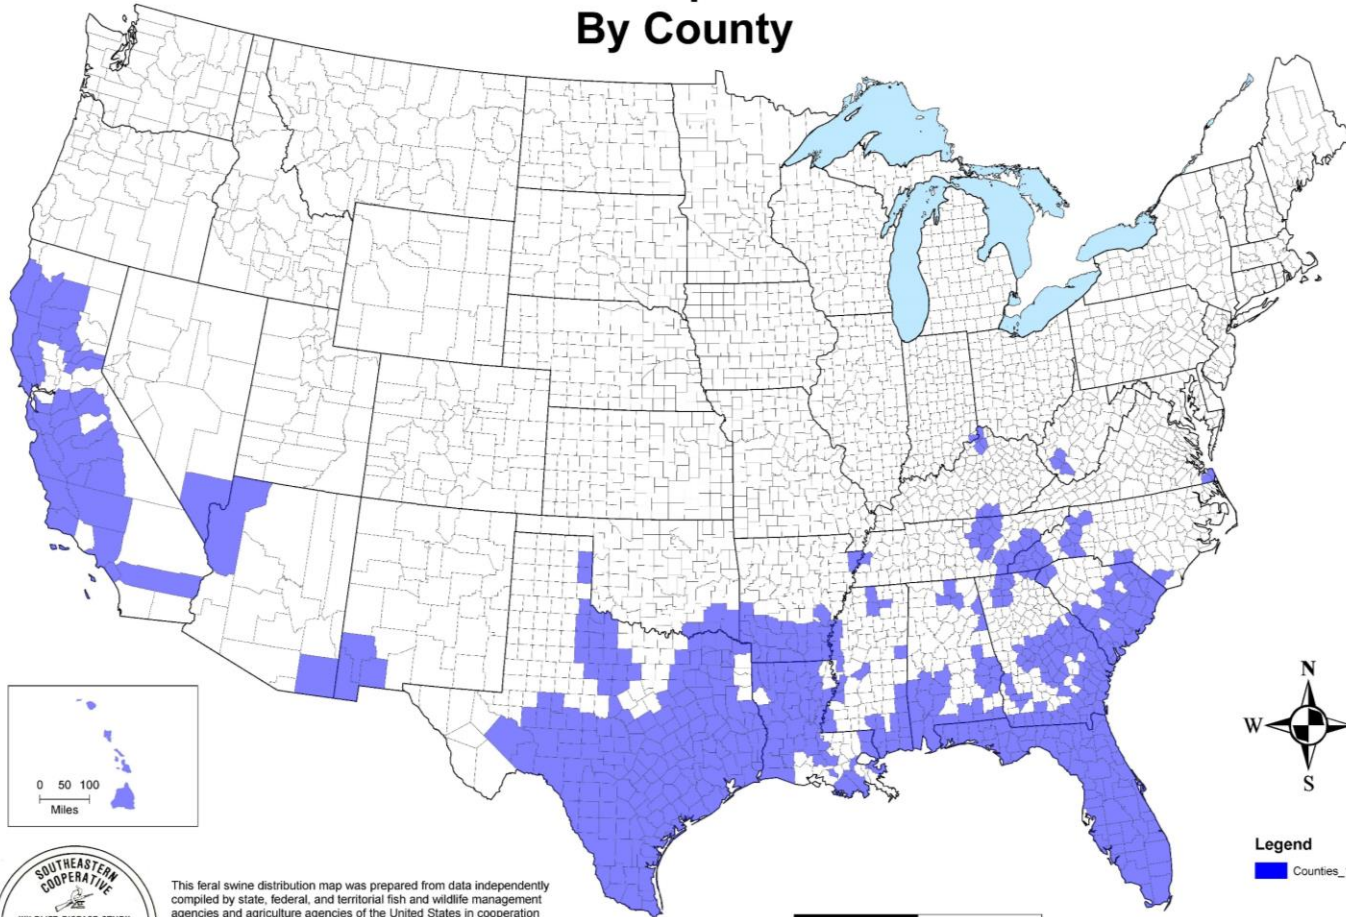 By County
0 50 100
Miles
N
W
S
Legend
Counties_
SOUTHEASTERN
COOPERATIVE
This feral swine distribution map was prepared from data independently
compiled by state, federal, and territorial fish and wildlife management
agencies and agriculture agencies of the United States in cooperation